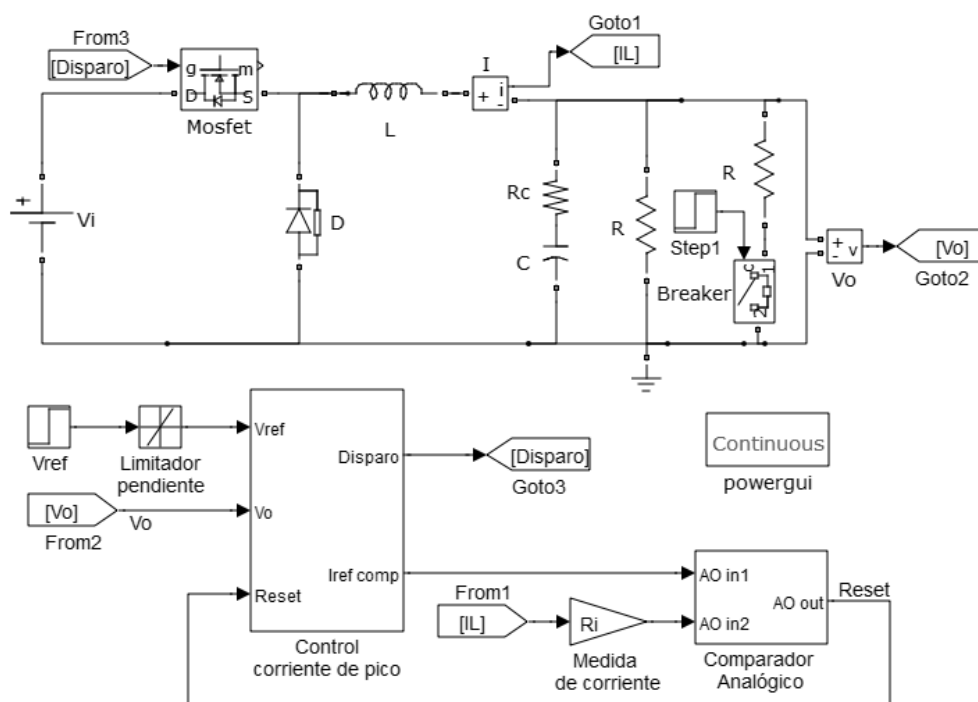 From3
[Disparo]
g
m
D
S
Mosfet
L
I
+
i
-
Goto1
[IL]
+
Vi
D
Rc
C
R
R
Step1
Breaker
c
1
2
+
-
v
Vo
[Vo]
Goto2
Vref
Limitador
pendiente
[Vo]
From2
Vo
Vref
Vo
Reset
Disparo
Iref comp
Control
corriente de pico
[Disparo]
Goto3
Continuous
powergui
From1
[IL]
Ri
Medida
de corriente
AO in1
AO in2
AO out
Comparador
Analógico
Reset